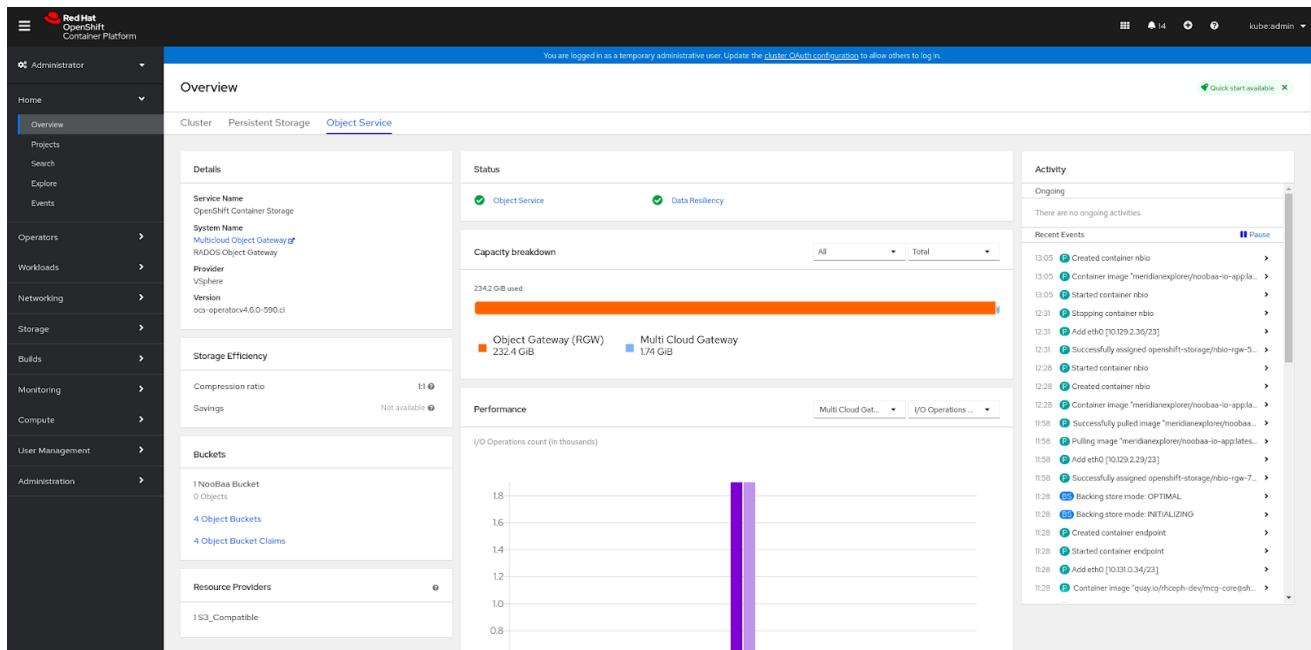 Red Hat
OpenShift
Container Platform
14
kube:admin
Administrator
You are logged in as a temporary administrative user. Update the cluster OAuth configuration to allow others to log in.
Home
Overview
Projects
Search
Explore
Events
Operators
Workloads
Networking
Storage
Builds
Monitoring
Compute
User Management
Administration
Overview
Quick start available
Cluster
Persistent Storage
Object Service
Details
Service Name
OpenShift Container Storage
System Name
Multicloud Object Gateway
RADOS Object Gateway
Provider
VSphere
Version
ocs-operator.v4.6.0-590.ci
Storage Efficiency
Compression ratio
1:1
Savings
Not available
Buckets
1 NooBaa Bucket
0 Objects
4 Object Buckets
4 Object Bucket Claims
Resource Providers
1 S3_Compatible
Status
Object Service
Data Resiliency
Capacity breakdown
All
Total
234.2 GiB used
Object Gateway (RGW)
232.4 GiB
Multi Cloud Gateway
1.74 GiB
Performance
Multi Cloud Gat...
I/O Operations ...
I/O Operations count (in thousands)
1.8
1.6
1.4
1.2
1.0
0.8
Activity
Ongoing
There are no ongoing activities.
Recent Events
Pause
13:05 P Created container nbio
13:05 P Container image "meridianexplorer/noobaa-io-app:la...
13:05 P Started container nbio
12:31 P Stopping container nbio
12:31 P Add eth0 [10.129.2.36/23]
12:31 P Successfully assigned openshift-storage/nbio-rgw-5...
12:28 P Started container nbio
12:28 P Created container nbio
12:28 P Container image "meridianexplorer/noobaa-io-app:la...
11:58 P Successfully pulled image "meridianexplorer/noobaa...
11:58 P Pulling image "meridianexplorer/noobaa-io-app:lates...
11:58 P Add eth0 [10.129.2.29/23]
11:58 P Successfully assigned openshift-storage/nbio-rgw-7...
11:28 BS Backing store mode: OPTIMAL
11:28 BS Backing store mode: INITIALIZING
11:28 P Created container endpoint
11:28 P Started container endpoint
11:28 P Add eth0 [10.131.0.34/23]
11:28 P Container image "quay.io/rhceph-dev/mcg-core@sh...